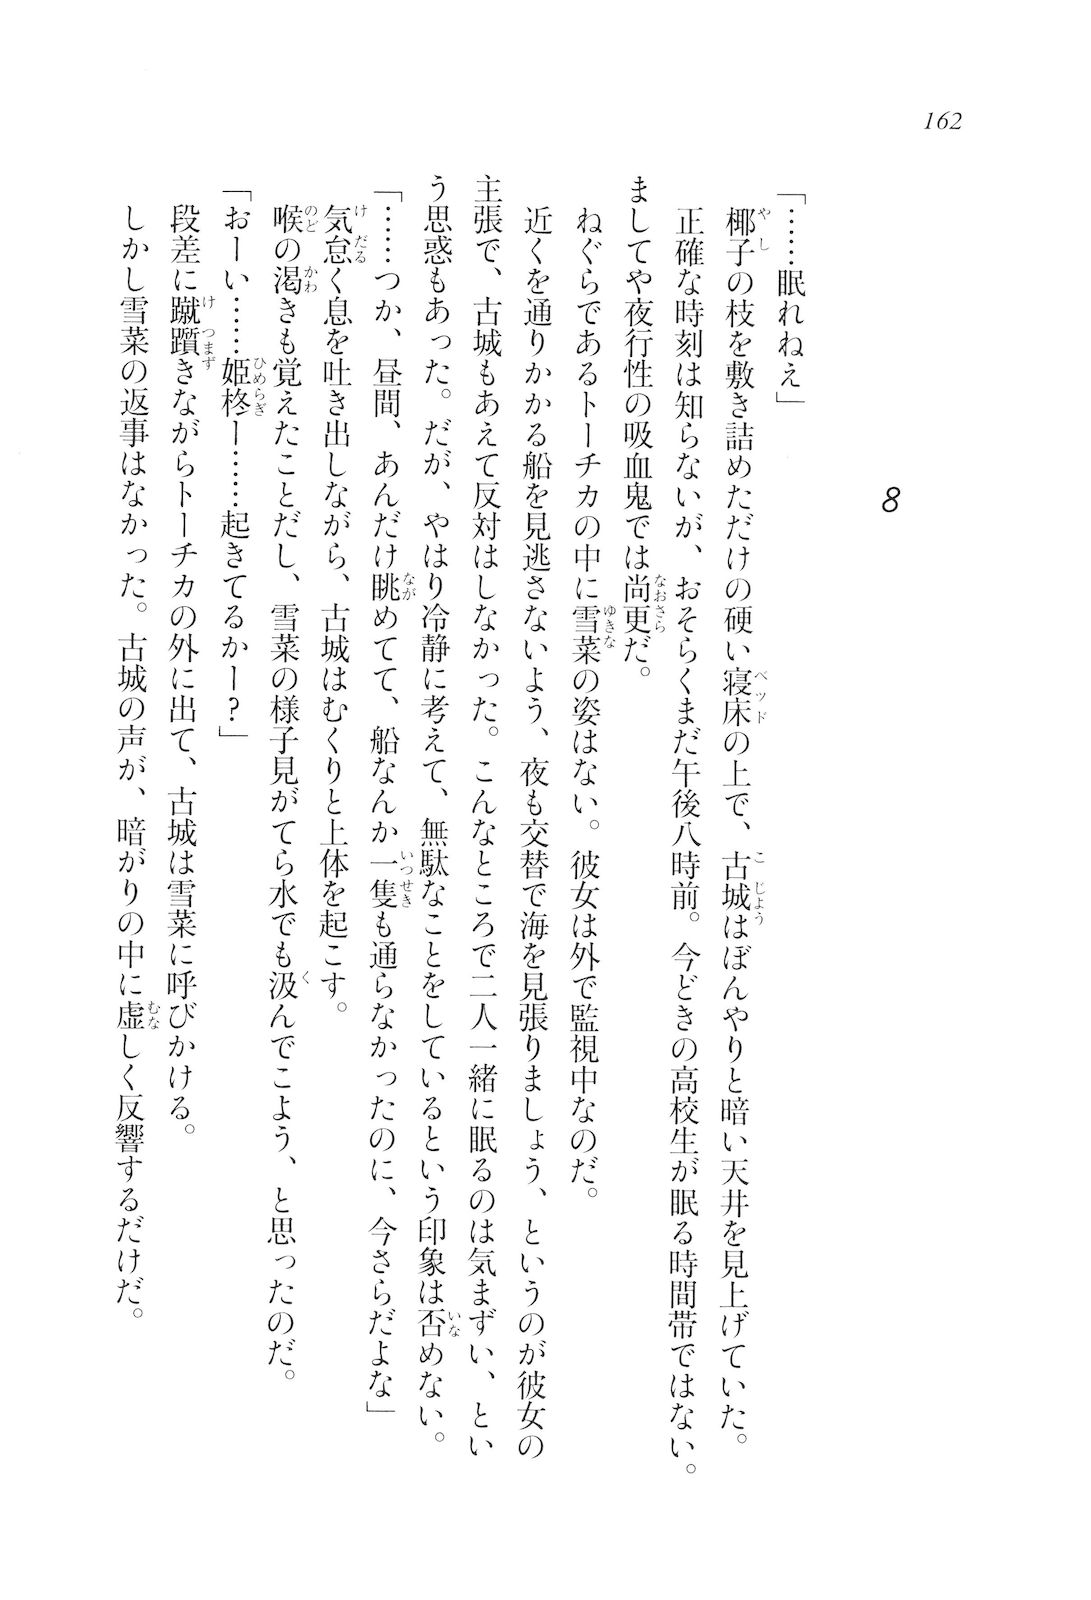 162
8
「……眠れねえ」
椰子の枝を敷き詰めただけの硬い寝床の上で、古城はぼんやりと暗い天井を見上げていた。
正確な時刻は知らないが、おそらくまだ午後八時前。今どきの高校生が眠る時間帯ではない。
ましてや夜行性の吸血鬼では尚更だ。
ねぐらであるトーチカの中に雪菜の姿はない。彼女は外で監視中なのだ。
近くを通りかかる船を見逃さないよう、夜も交替で海を見張りましょう、というのが彼女の
主張で、古城もあえて反対はしなかった。こんなところで二人一緒に眠るのは気まずい、とい
う思惑もあった。だが、やはり冷静に考えて、無駄なことをしているという印象は否めない。
「……つか、昼間、あんだけ眺めてて、船なんか一隻も通らなかったのに、今さらだよな」
気怠く息を吐き出しながら、古城はむくりと上体を起こす。
喉の渇きも覚えたことだし、雪菜の様子見がてら水でも汲んでこよう、と思ったのだ。
「おーい……姫柊ー……起きてるかー?」
段差に蹴躓きながらトーチカの外に出て、古城は雪菜に呼びかける。
しかし雪菜の返事はなかった。古城の声が、暗がりの中に虚しく反響するだけだ。